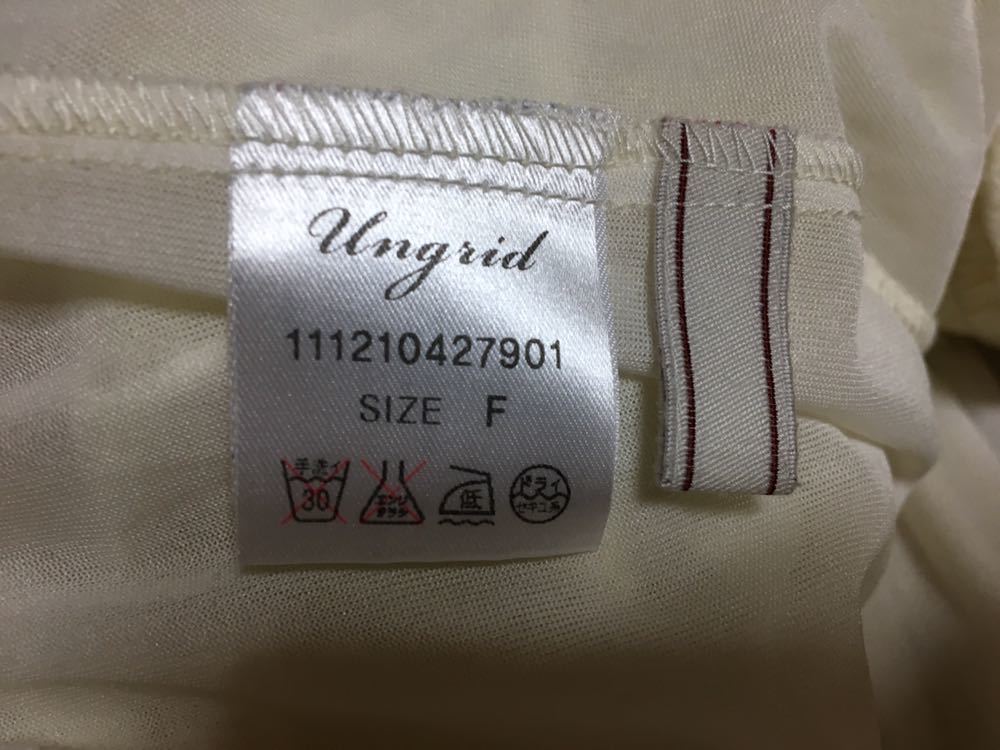 Ungrid
111210427901
SIZE F
手洗イ 30 エンソ サラシ 低 ドライ セキユ系